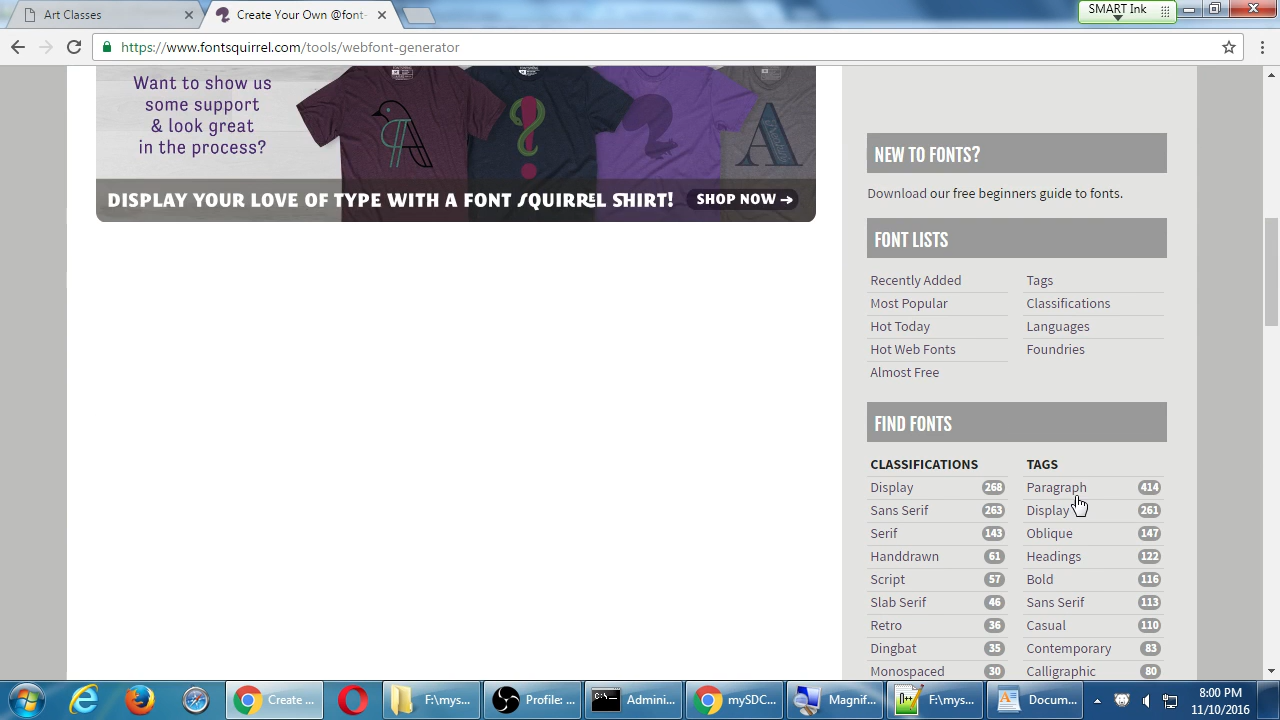 Art Classes
Create Your Own @font-
SMART Ink
https://www.fontsquirrel.com/tools/webfont-generator
Want to show us
some support
& look great
in the process?
DISPLAY YOUR LOVE OF TYPE WITH A FONT SQUIRREL SHIRT!
SHOP NOW →
NEW TO FONTS?
Download our free beginners guide to fonts.
FONT LISTS
Recently Added
Tags
Most Popular
Classifications
Hot Today
Languages
Hot Web Fonts
Foundries
Almost Free
FIND FONTS
CLASSIFICATIONS
TAGS
Display 268
Paragraph 414
Sans Serif 263
Display 261
Serif 143
Oblique 147
Handdrawn 61
Headings 122
Script 57
Bold 116
Slab Serif 46
Sans Serif 113
Retro 36
Casual 110
Dingbat 35
Contemporary 83
Monospaced 30
Calligraphic 80
Create ...
F:\mys...
Profile: ...
Admini...
mySDC...
Magnif...
F:\mys...
Docum...
8:00 PM
11/10/2016